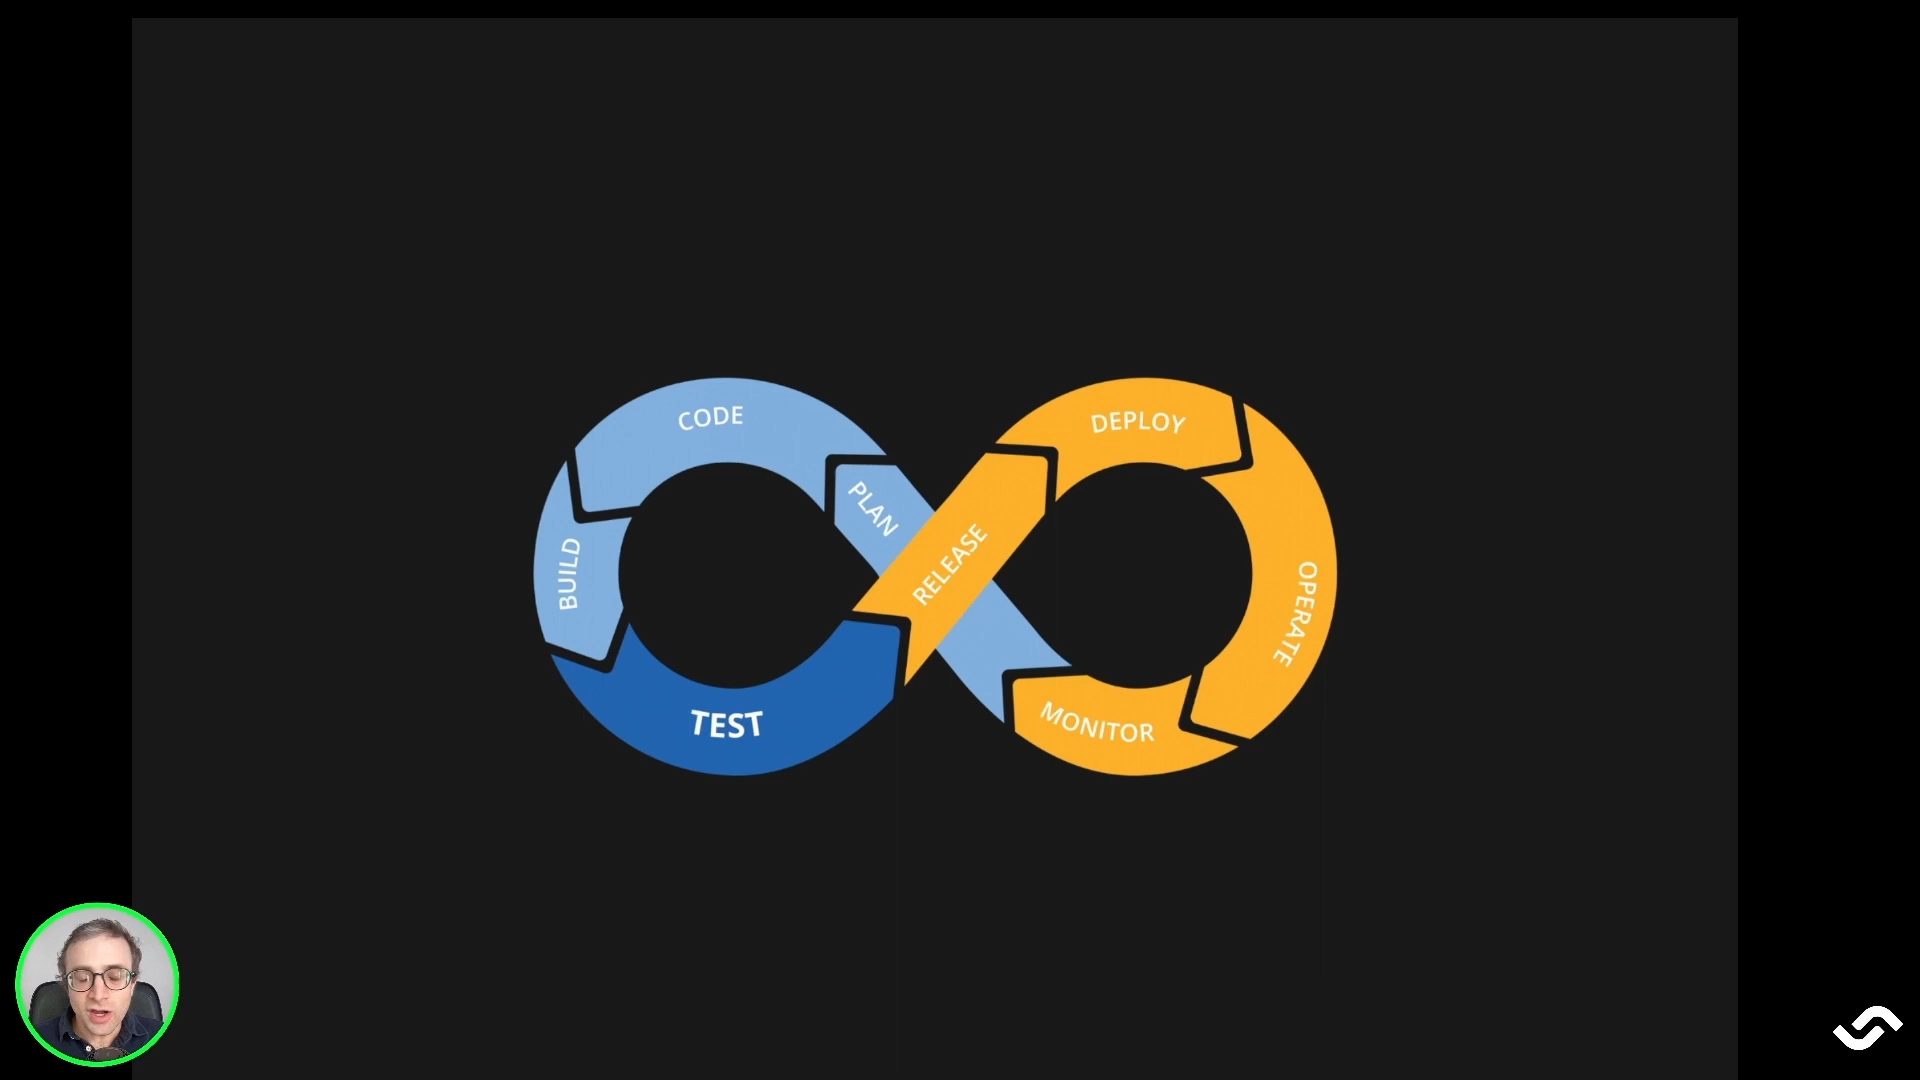 CODE
DEPLOY
PLAN
RELEASE
BUILD
OPERATE
TEST
MONITOR